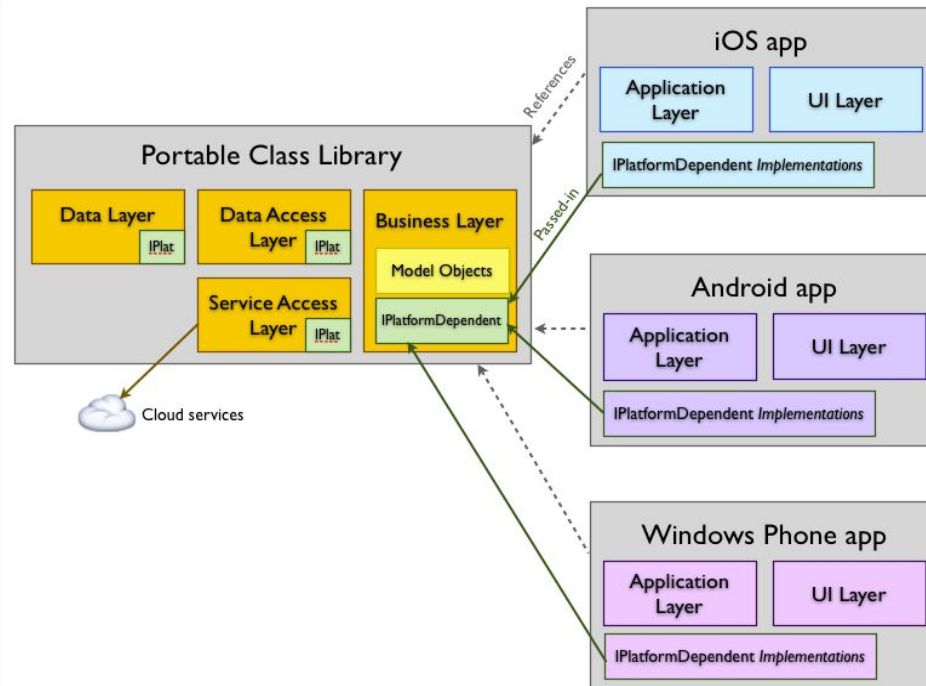 Portable Class Library
Data Layer
IPlat
Data Access
Layer
IPlat
Service Access
Layer
IPlat
Business Layer
Model Objects
IPlatformDependent
Cloud services
References
Passed-in
iOS app
Application
Layer
UI Layer
IPlatformDependent Implementations
Android app
Application
Layer
UI Layer
IPlatformDependent Implementations
Windows Phone app
Application
Layer
UI Layer
IPlatformDependent Implementations